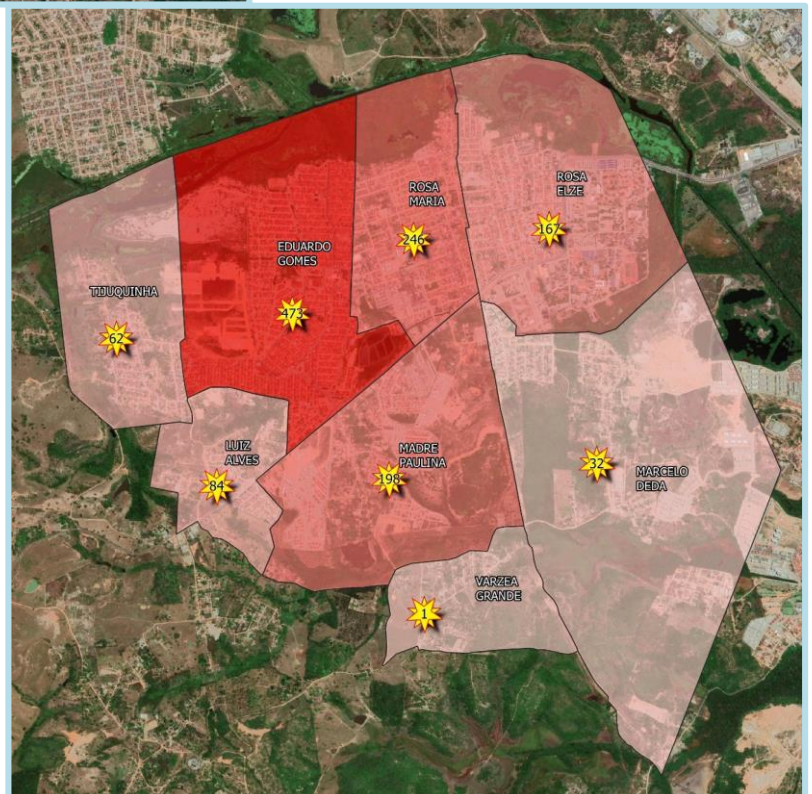 ROSA
ELZE
167
ROSA
MARIA
246
EDUARDO
GOMES
473
TIJUQUINHA
62
LUIZ
ALVES
84
MADRE
PAULINA
198
MARCELO
DEDA
32
VARZEA
GRANDE
1